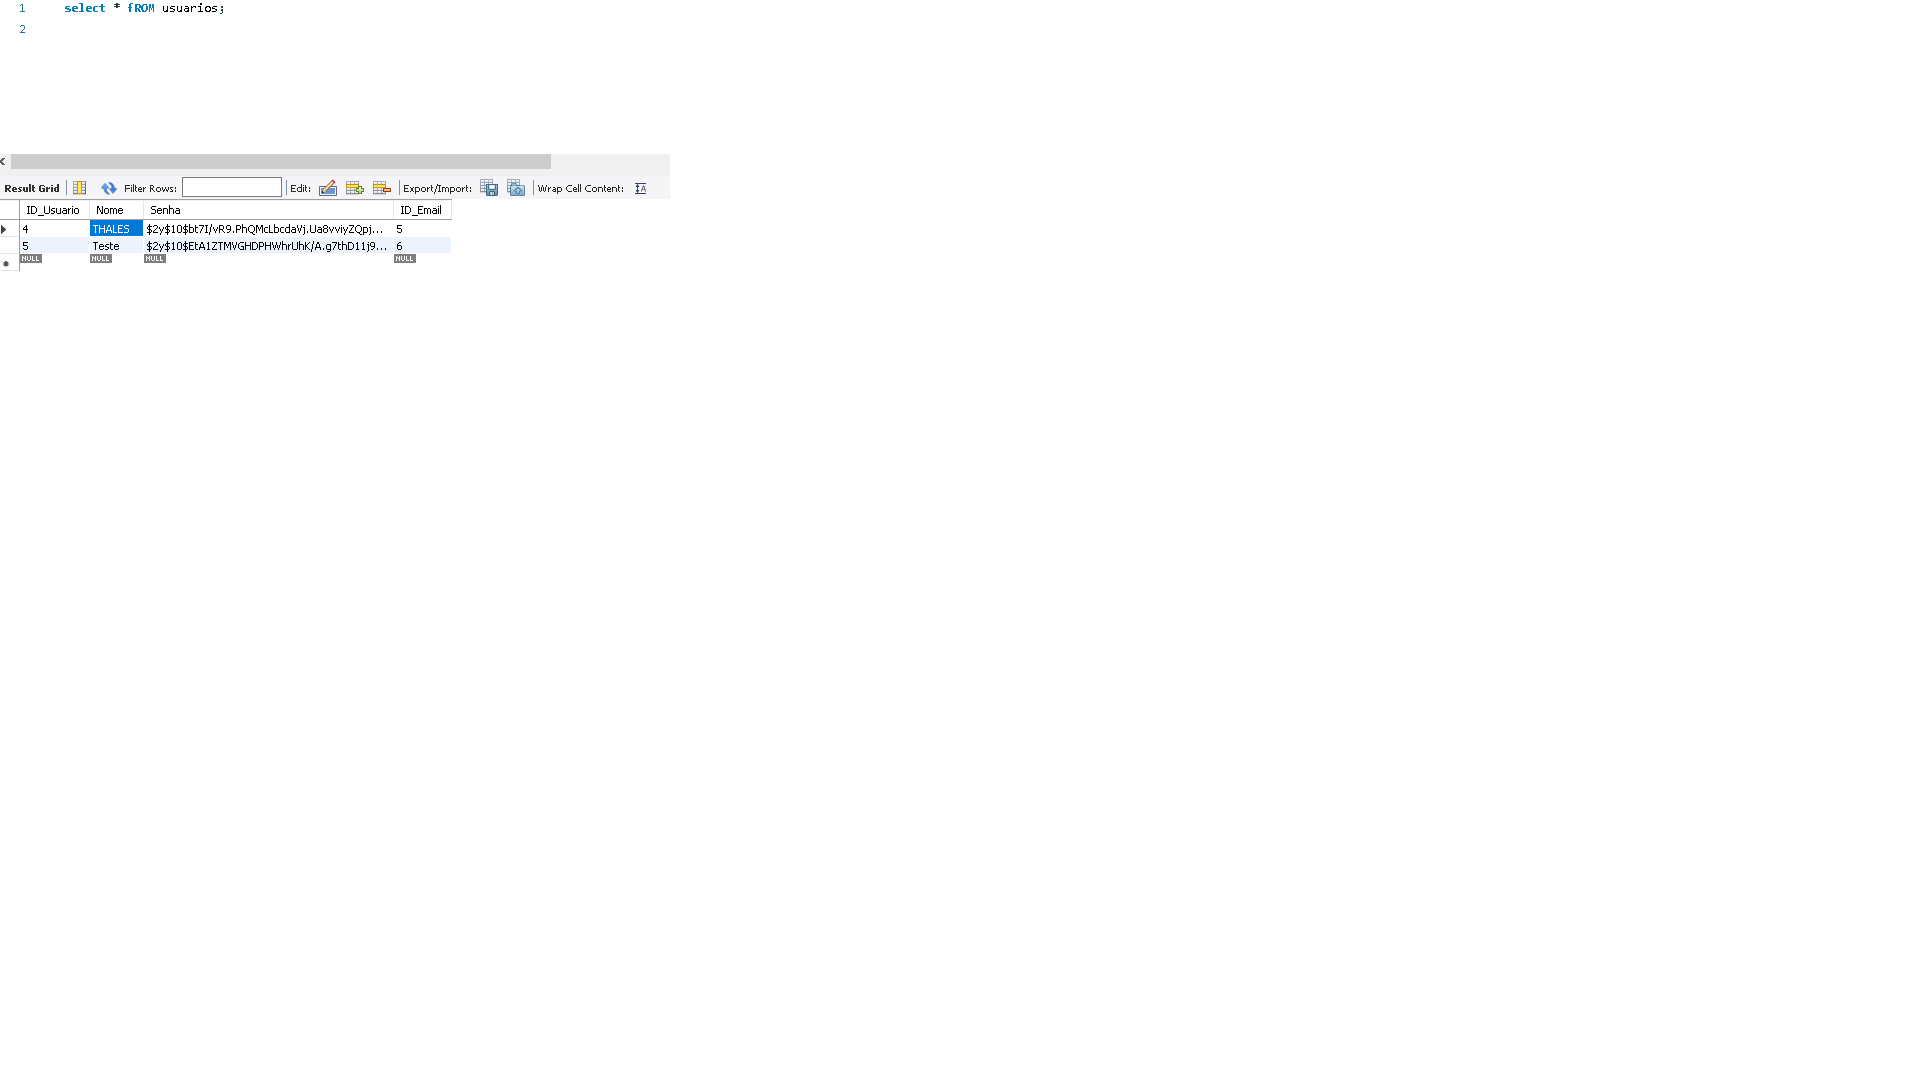 1 select * fROM usuarios;
2
Result Grid Filter Rows: Edit: Export/Import: Wrap Cell Content:
ID_Usuario Nome Senha ID_Email
4 THALES $2y$10$bt7I/vR9.PhQMcLbcdaVj.Ua8vviyZQpj... 5
5 Teste $2y$10$EtA1ZTMVGHDPHWhrUhK/A.g7thD11j9... 6
NULL NULL NULL NULL